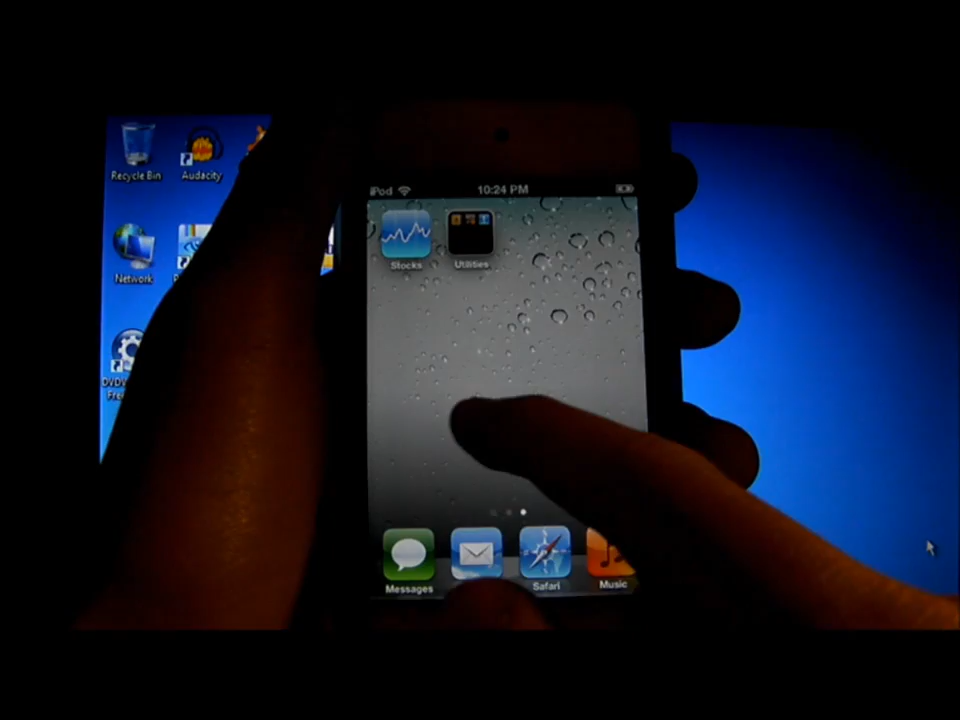 Recycle Bin
Audacity
Network
iPod
10:24 PM
Stocks
Utilities
Messages
Safari
Music